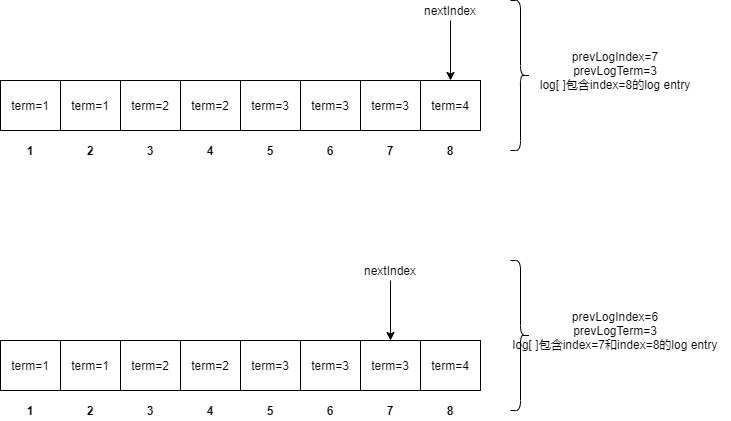 nextIndex
prevLogIndex=7
prevLogTerm=3
log[ ]包含index=8的log entry
term=1 term=1 term=2 term=2 term=3 term=3 term=3 term=4
1 2 3 4 5 6 7 8
nextIndex
prevLogIndex=6
prevLogTerm=3
log[ ]包含index=7和index=8的log entry
term=1 term=1 term=2 term=2 term=3 term=3 term=3 term=4
1 2 3 4 5 6 7 8